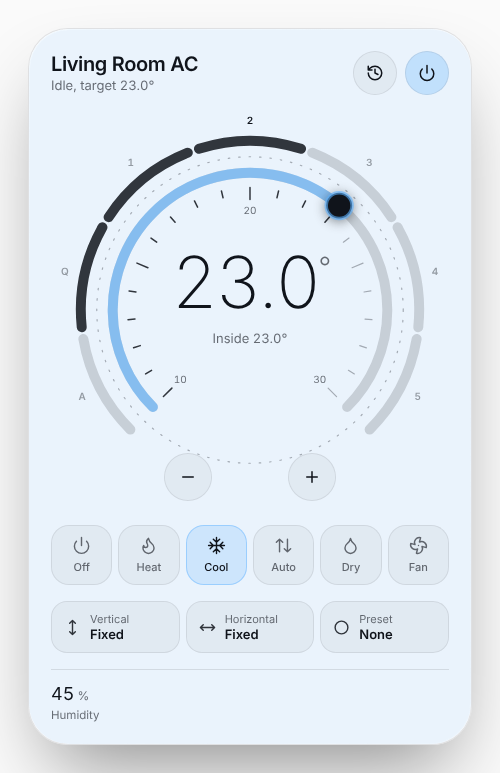 Living Room AC
Idle, target 23.0°
2
1
3
20
Q
4
23.0°
Inside 23.0°
10
30
A
5
Off
Heat
Cool
Auto
Dry
Fan
Vertical
Fixed
Horizontal
Fixed
Preset
None
45 %
Humidity